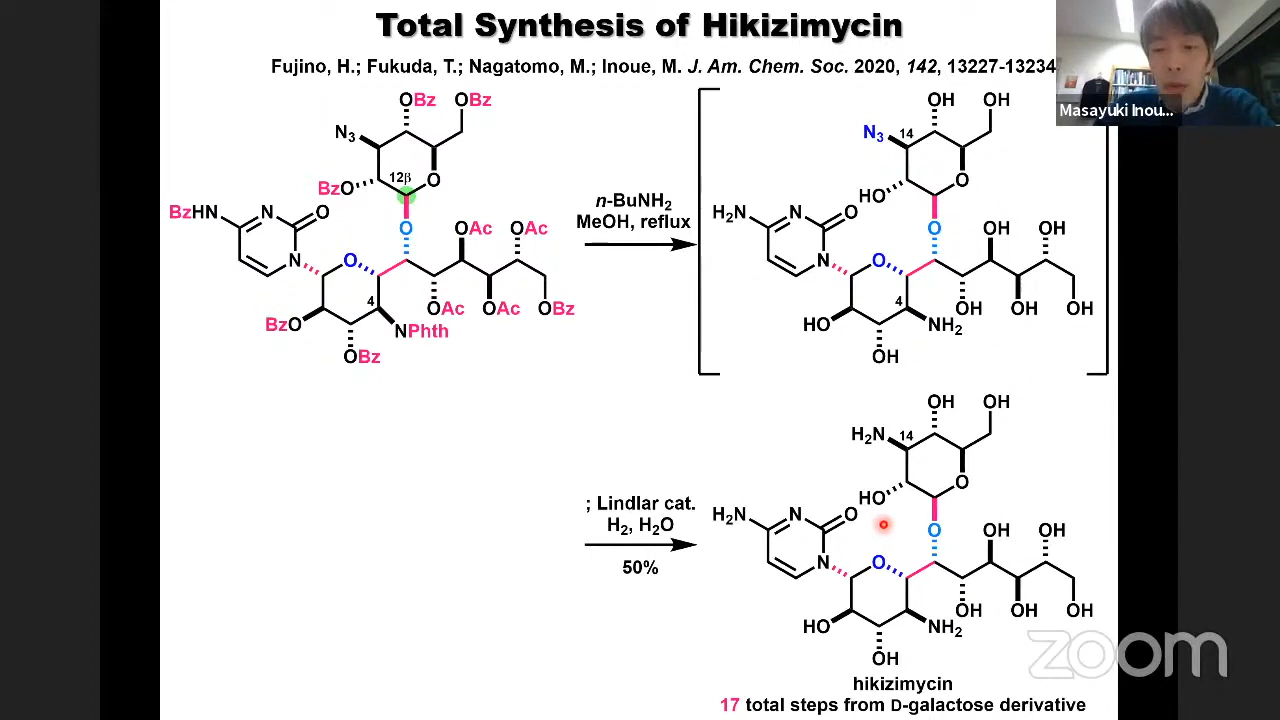 Total Synthesis of Hikizimycin
Fujino, H.; Fukuda, T.; Nagatomo, M.; Inoue, M. J. Am. Chem. Soc. 2020, 142, 13227-13234
Masayuki Inou...
OBz OBz
N3
12β
BzO O
BzHN N O
O
OAc OAc
N O
4
OAc OAc OBz
BzO
NPhth
OBz
n-BuNH2
MeOH, reflux
OH OH
N3 14
HO O
H2N N O
O
OH OH
N O
4
OH OH OH
HO NH2
OH
; Lindlar cat.
H2, H2O
50%
OH OH
H2N 14
HO O
H2N N O
O
OH OH
N O
OH OH OH
HO NH2
OH
zoom
hikizimycin
17 total steps from D-galactose derivative